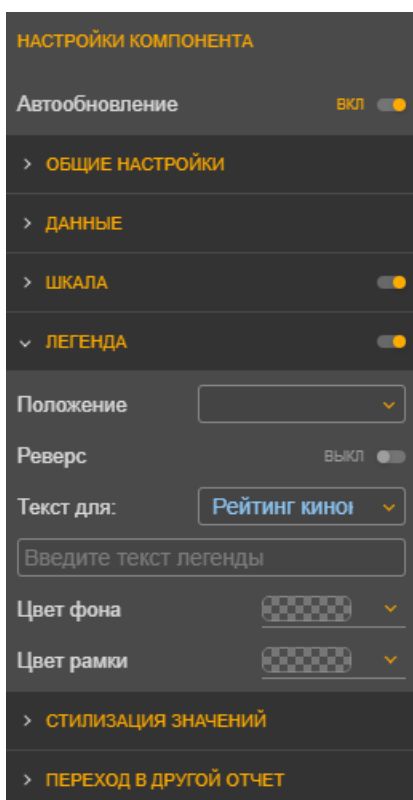 НАСТРОЙКИ КОМПОНЕНТА
Автообновление ВКЛ
ОБЩИЕ НАСТРОЙКИ
ДАННЫЕ
ШКАЛА
ЛЕГЕНДА
Положение
Реверс ВЫКЛ
Текст для: Рейтинг
Введите текст легенды
Цвет фона
Цвет рамки
СТИЛИЗАЦИЯ ЗНАЧЕНИЙ
ПЕРЕХОД В ДРУГОЙ ОТЧЕТ